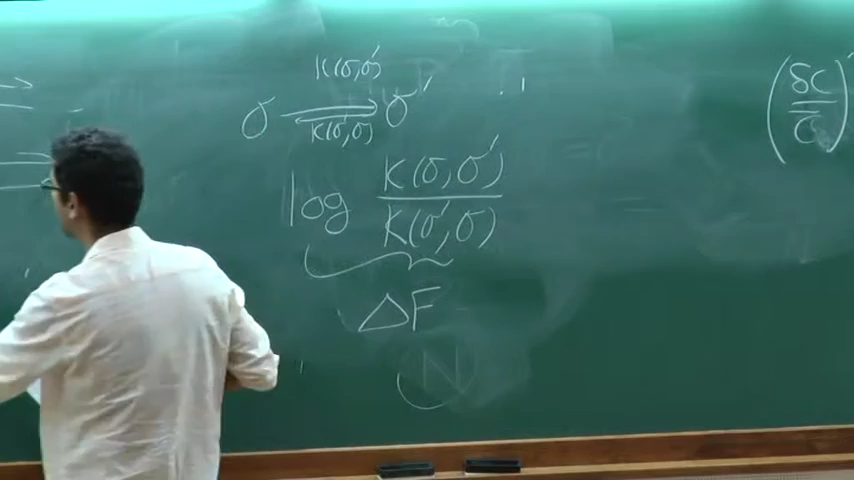 K(σ,σ')
σ ⇌ σ'
K(σ',σ)
log K(σ,σ') / K(σ',σ)
ΔF
N
(δC / C)